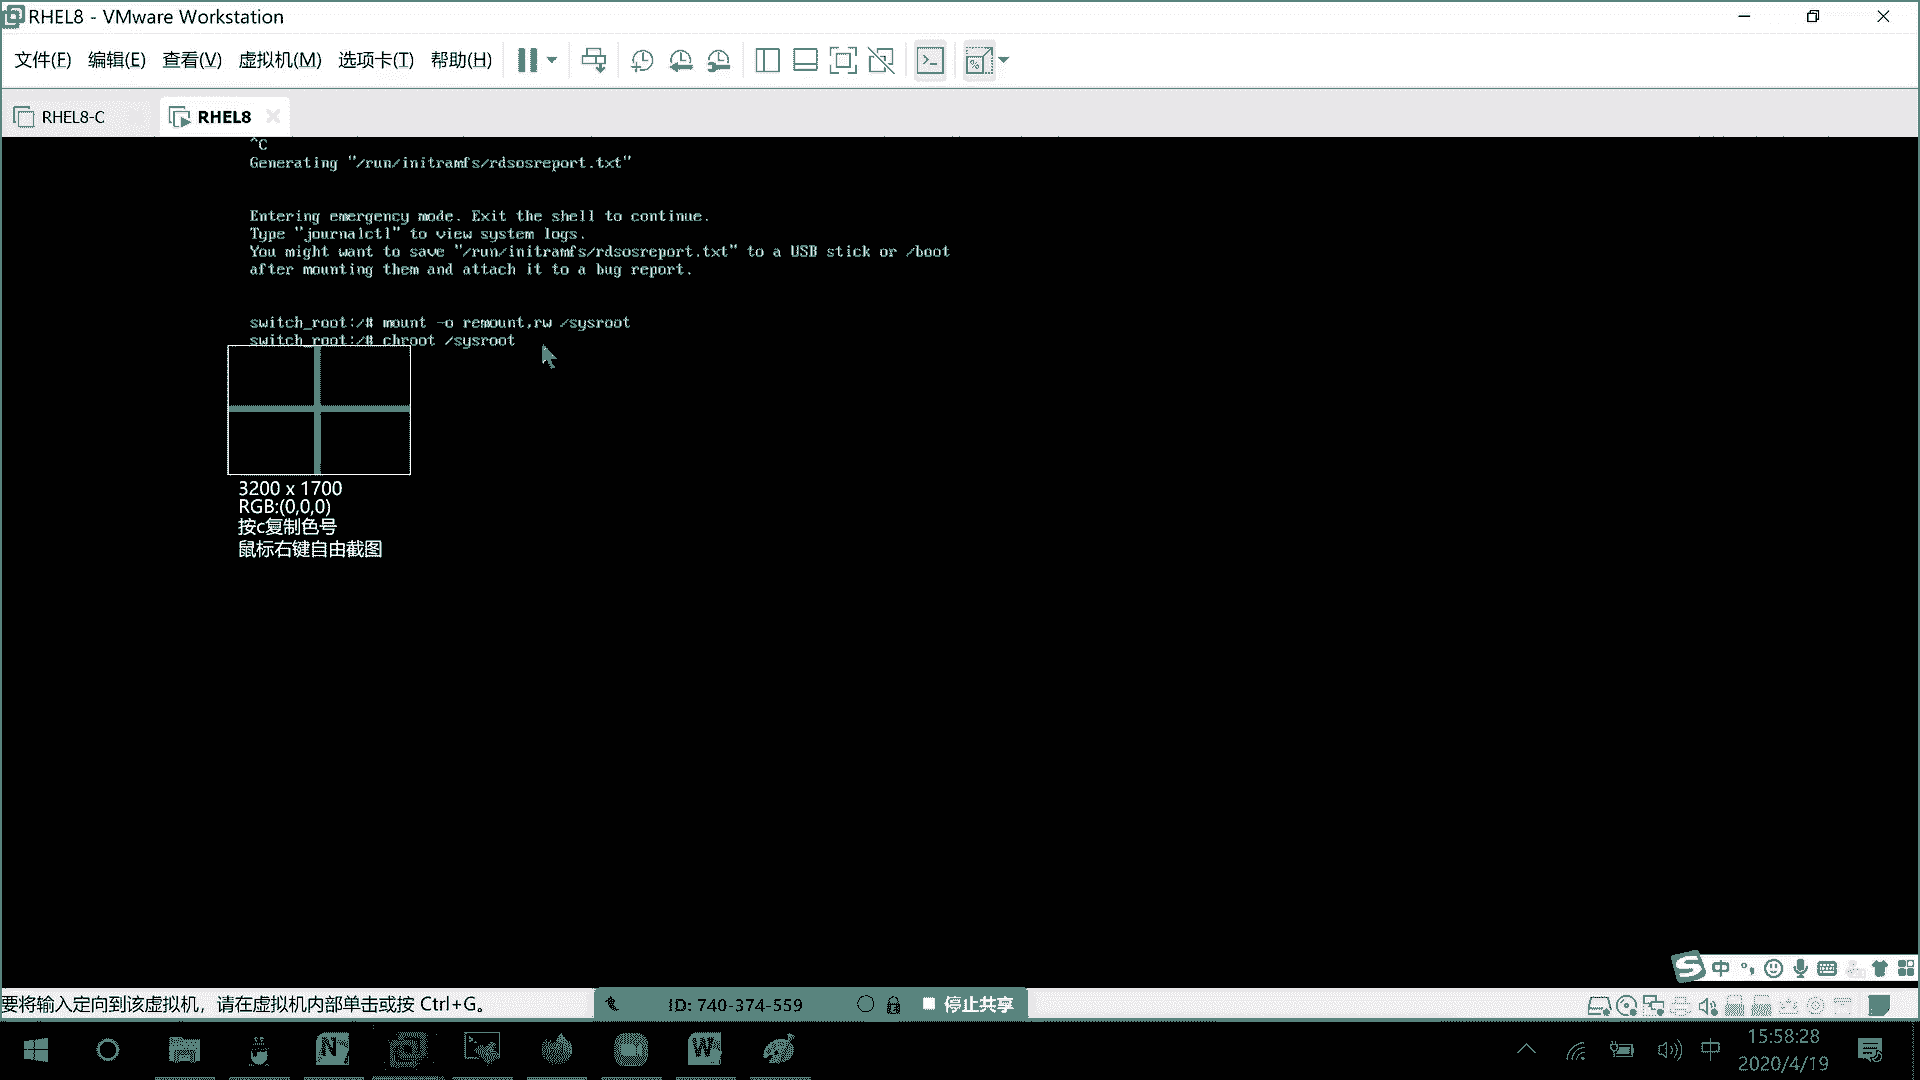 RHEL8 - VMware Workstation
文件(F) 编辑(E) 查看(V) 虚拟机(M) 选项卡(T) 帮助(H)
RHEL8-C RHEL8
^C
Generating "/run/initramfs/rdsosreport.txt"
Entering emergency mode. Exit the shell to continue.
Type "journalctl" to view system logs.
You might want to save "/run/initramfs/rdsosreport.txt" to a USB stick or /boot
after mounting them and attach it to a bug report.
switch_root:/# mount -o remount,rw /sysroot
switch_root:/# chroot /sysroot
3200 x 1700
RGB:(0,0,0)
按c复制色号
鼠标右键自由截图
中
要将输入定向到该虚拟机，请在虚拟机内部单击或按 Ctrl+G。
ID: 740-374-559 停止共享
中 15:58:28
2020/4/19